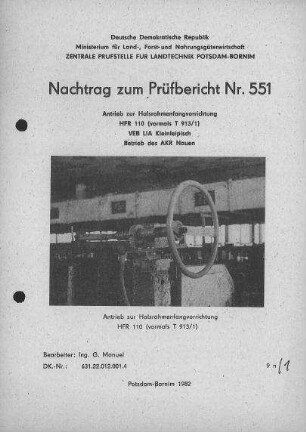 Deutsche Demokratische Republik
Ministerium für Land-, Forst- und Nahrungsgüterwirtschaft
ZENTRALE PRÜFSTELLE FÜR LANDTECHNIK POTSDAM-BORNIM
Nachtrag zum Prüfbericht Nr. 551
Antrieb zur Halsrahmenfangvorrichtung
HFR 110 (vormals T 913/1)
VEB LIA Kleinleipisch
Betrieb des AKR Nauen
Antrieb zur Halsrahmenfangvorrichtung
HFR 110 (vormals T 913/1)
Bearbeiter: Ing. G. Manuel
DK.-Nr.: 631.22.012.001.4
Potsdam-Bornim 1982